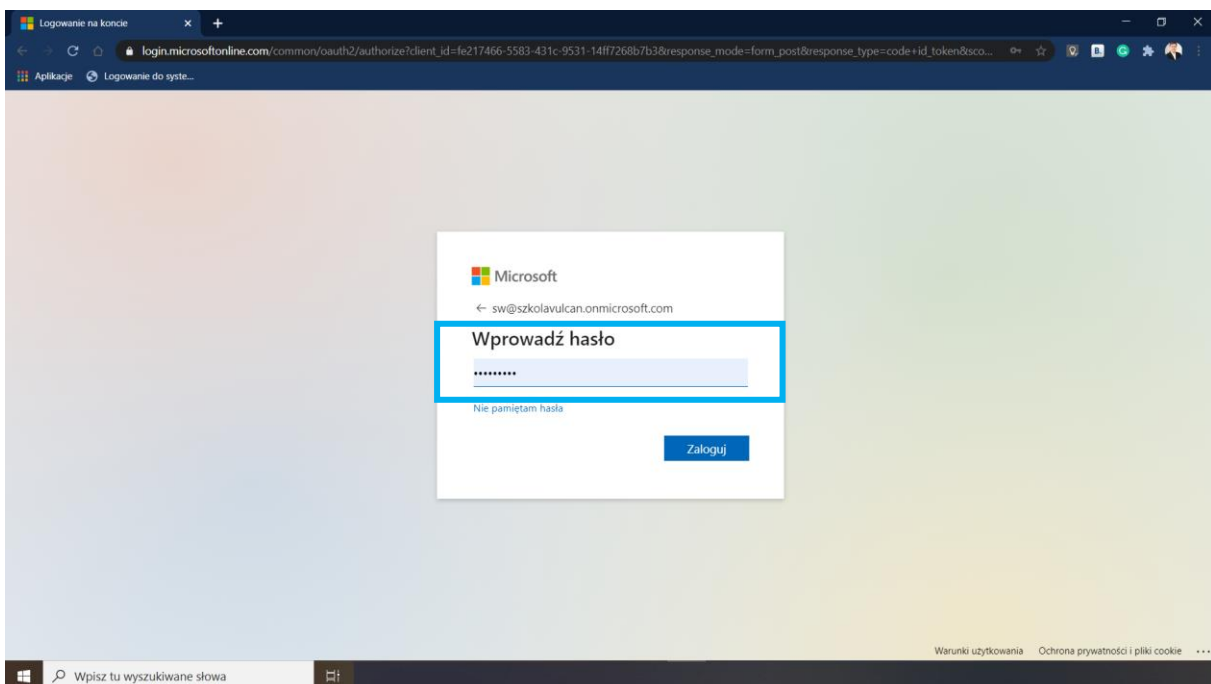 Logowanie na koncie
login.microsoftonline.com/common/oauth2/authorize?client_id=fe217466-5583-431c-9531-14ff7268b7b3&response_mode=form_post&response_type=code+id_token&sco...
Aplikacje Logowanie do syste...
Microsoft
← sw@szkolavulcan.onmicrosoft.com
Wprowadź hasło
•••••••••
Nie pamiętam hasła
Zaloguj
Warunki użytkowania Ochrona prywatności i pliki cookie ...
Wpisz tu wyszukiwane słowa